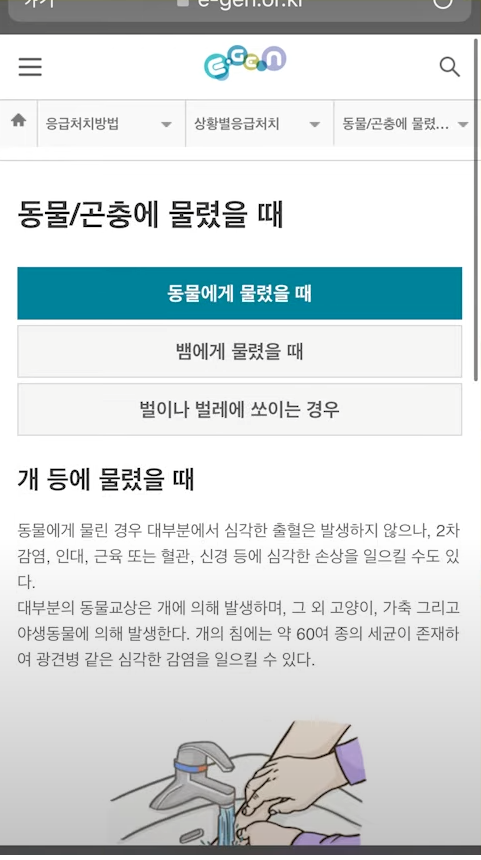 가기
e-gen.or.kr
E-Gen
응급처치방법
상황별응급처치
동물/곤충에 물렸...
동물/곤충에 물렸을 때
동물에게 물렸을 때
뱀에게 물렸을 때
벌이나 벌레에 쏘이는 경우
개 등에 물렸을 때
동물에게 물린 경우 대부분에서 심각한 출혈은 발생하지 않으나, 2차
감염, 인대, 근육 또는 혈관, 신경 등에 심각한 손상을 일으킬 수도 있
다.
대부분의 동물교상은 개에 의해 발생하며, 그 외 고양이, 가축 그리고
야생동물에 의해 발생한다. 개의 침에는 약 60여 종의 세균이 존재하
여 광견병 같은 심각한 감염을 일으킬 수 있다.